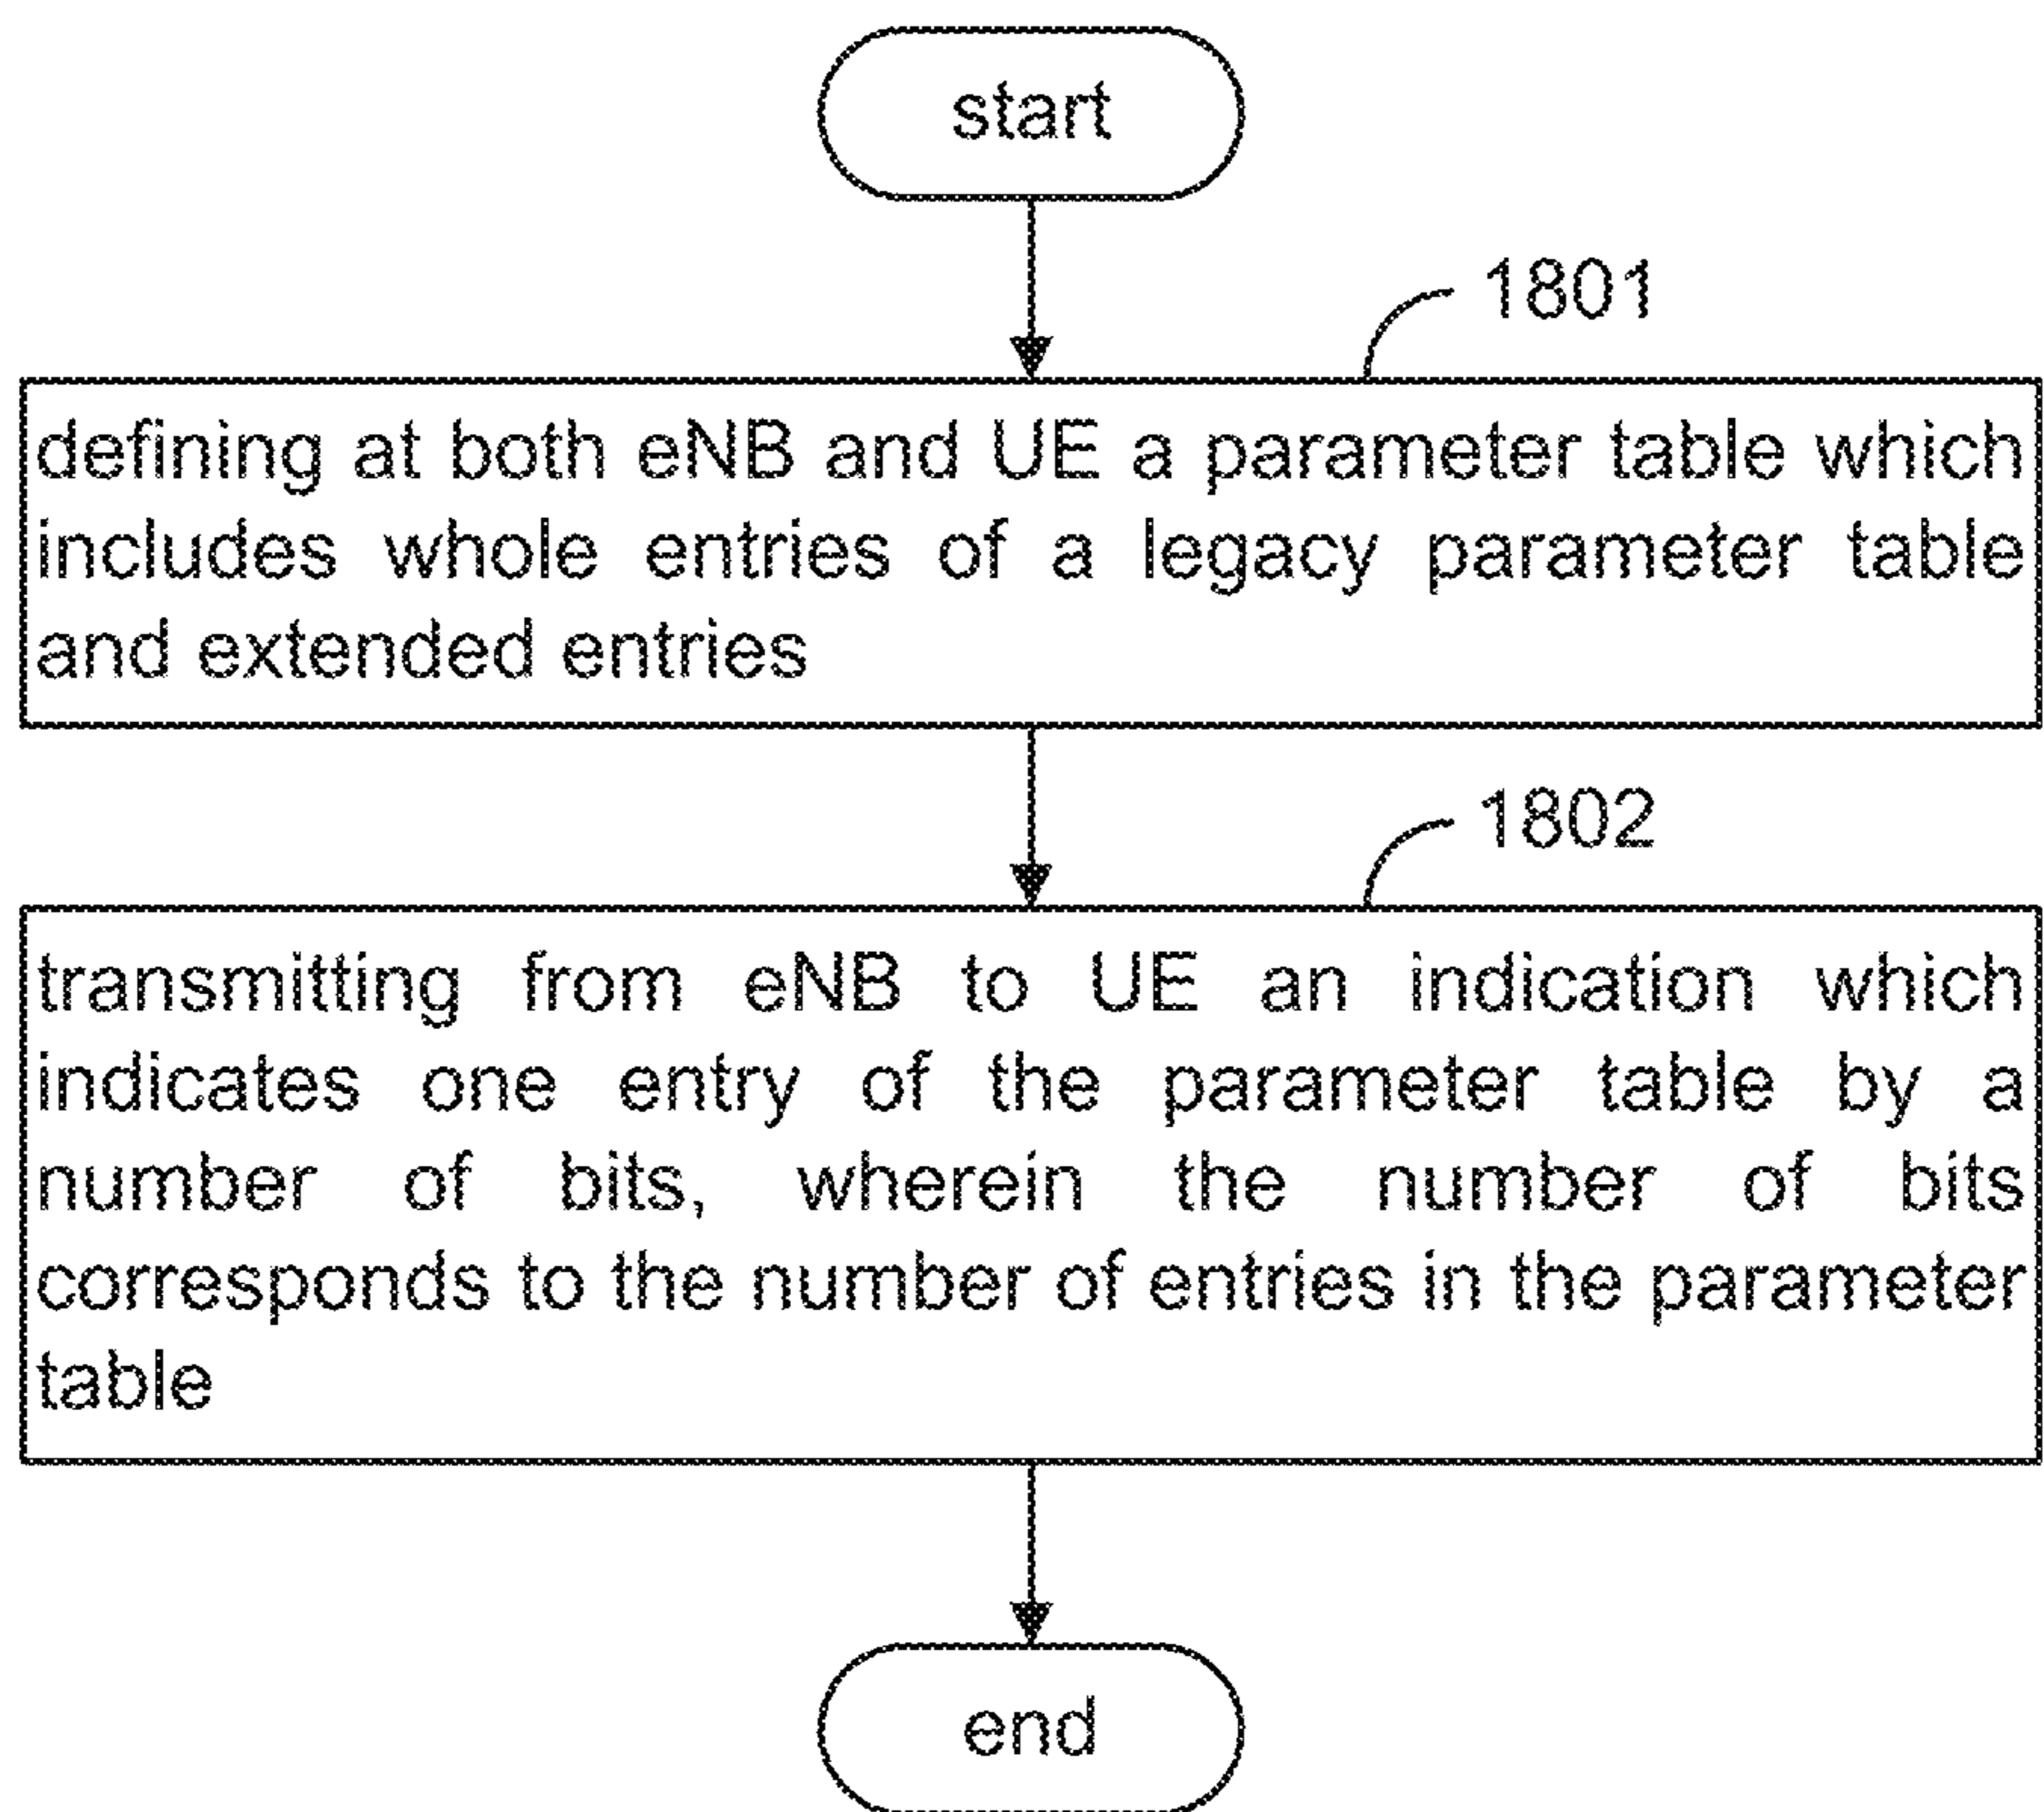 start
1801
defining at both eNB and UE a parameter table which
includes whole entries of a legacy parameter table
and extended entries
1802
transmitting from eNB to UE an indication which
indicates one entry of the parameter table by a
number of bits, wherein the number of bits
corresponds to the number of entries in the parameter
table
end